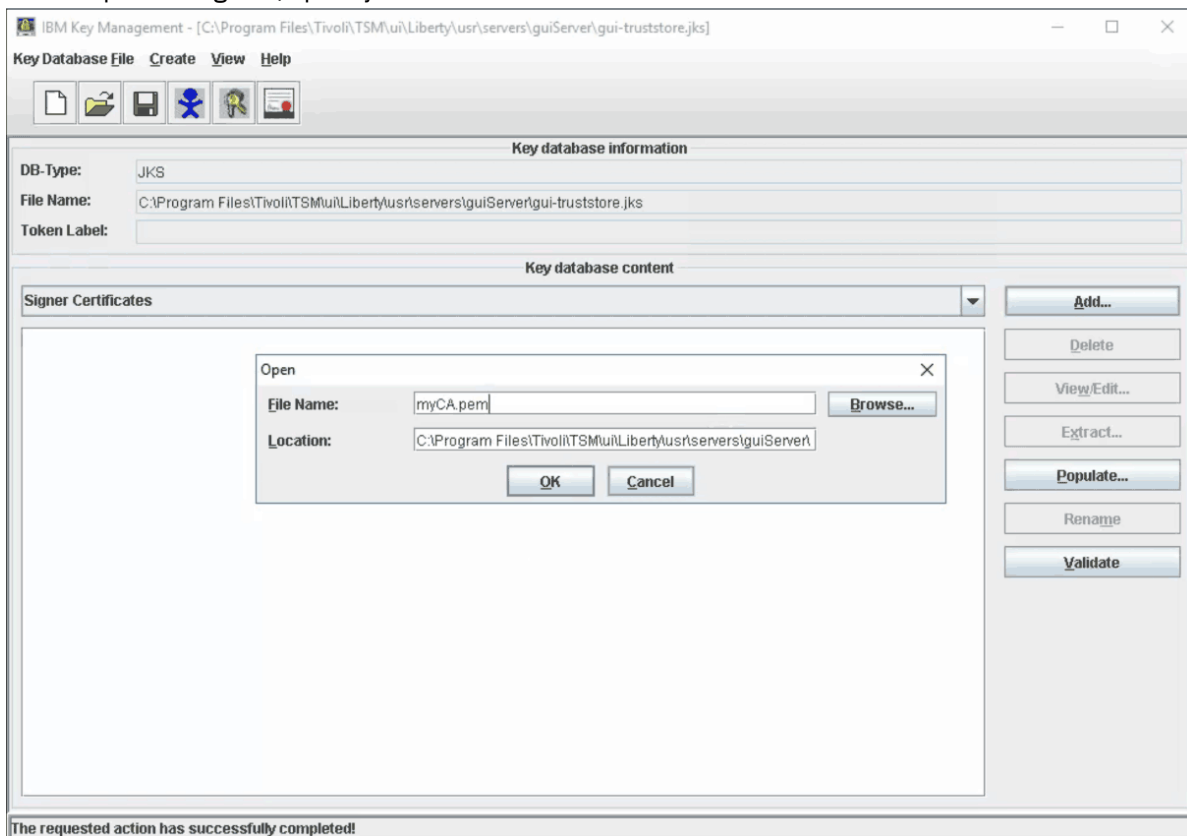 IBM Key Management - [C:\Program Files\Tivoli\TSM\ui\Liberty\usr\servers\guiServer\gui-truststore.jks]
Key Database File Create View Help
Key database information
DB-Type: JKS
File Name: C:\Program Files\Tivoli\TSM\ui\Liberty\usr\servers\guiServer\gui-truststore.jks
Token Label:
Key database content
Signer Certificates
Add...
Delete
View/Edit...
Extract...
Populate...
Rename
Validate
Open
File Name: myCA.pem Browse...
Location: C:\Program Files\Tivoli\TSM\ui\Liberty\usr\servers\guiServer\
OK Cancel
The requested action has successfully completed!